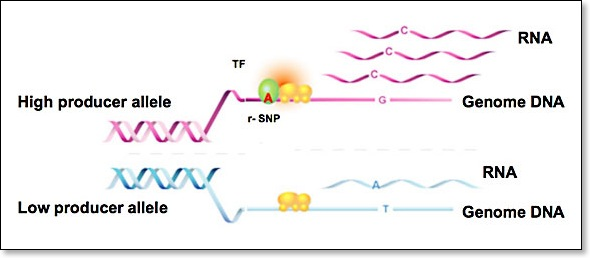 C
RNA
C
TF
C
A
High producer allele
G
Genome DNA
r- SNP
RNA
A
Low producer allele
T
Genome DNA